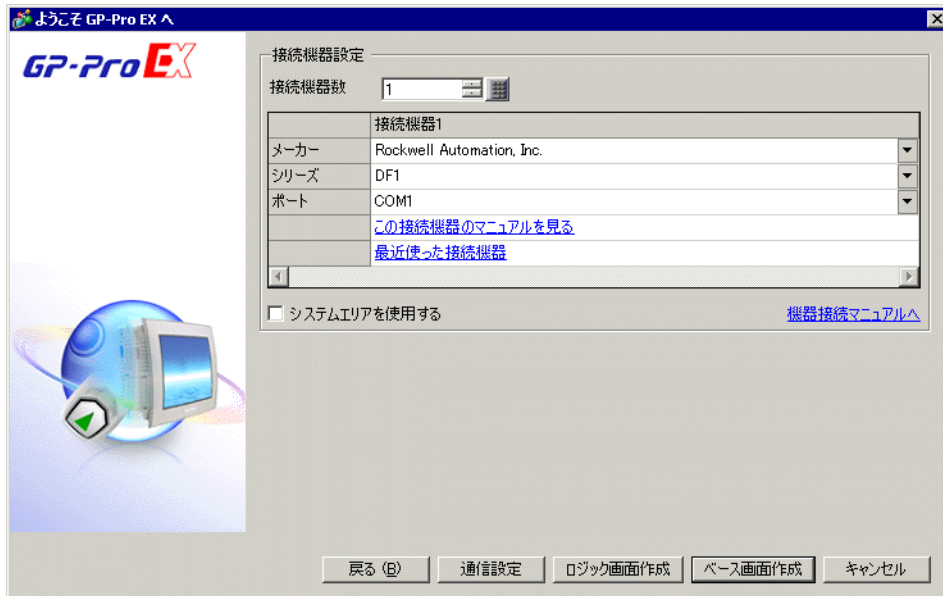 ようこそ GP-Pro EX へ
GP-Pro EX
接続機器設定
接続機器数 1
接続機器1
メーカー Rockwell Automation, Inc.
シリーズ DF1
ポート COM1
この接続機器のマニュアルを見る
最近使った接続機器
システムエリアを使用する 機器接続マニュアルへ
戻る (B) 通信設定 ロジック画面作成 ベース画面作成 キャンセル